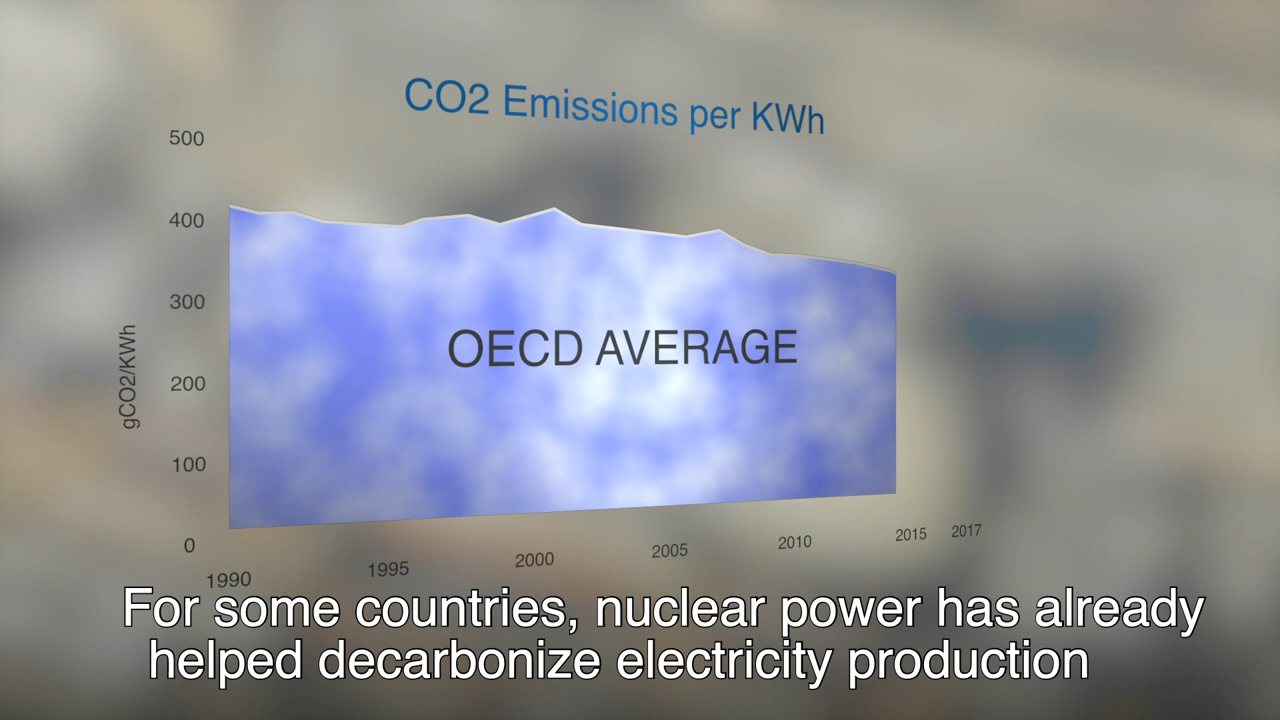 CO2 Emissions per KWh
500
400
300
200
100
0
gCO2/KWh
OECD AVERAGE
1990
1995
2000
2005
2010
2015
2017
For some countries, nuclear power has already
helped decarbonize electricity production